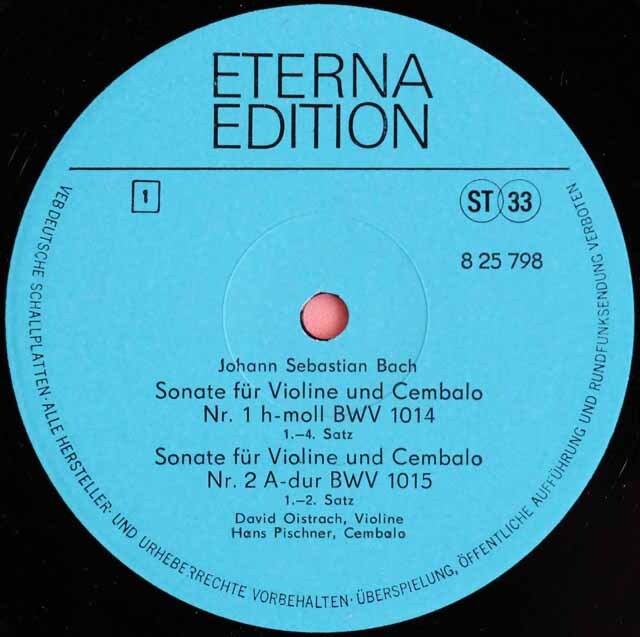 ETERNA
EDITION
1
ST 33
8 25 798
Johann Sebastian Bach
Sonate für Violine und Cembalo
Nr. 1 h-moll BWV 1014
1.–4. Satz
Sonate für Violine und Cembalo
Nr. 2 A-dur BWV 1015
1.–2. Satz
David Oistrach, Violine
Hans Pischner, Cembalo
VEB DEUTSCHE SCHALLPLATTEN · ALLE HERSTELLER- UND URHEBERRECHTE VORBEHALTEN · ÜBERSPIELUNG, ÖFFENTLICHE AUFFÜHRUNG UND RUNDFUNKSENDUNG VERBOTEN